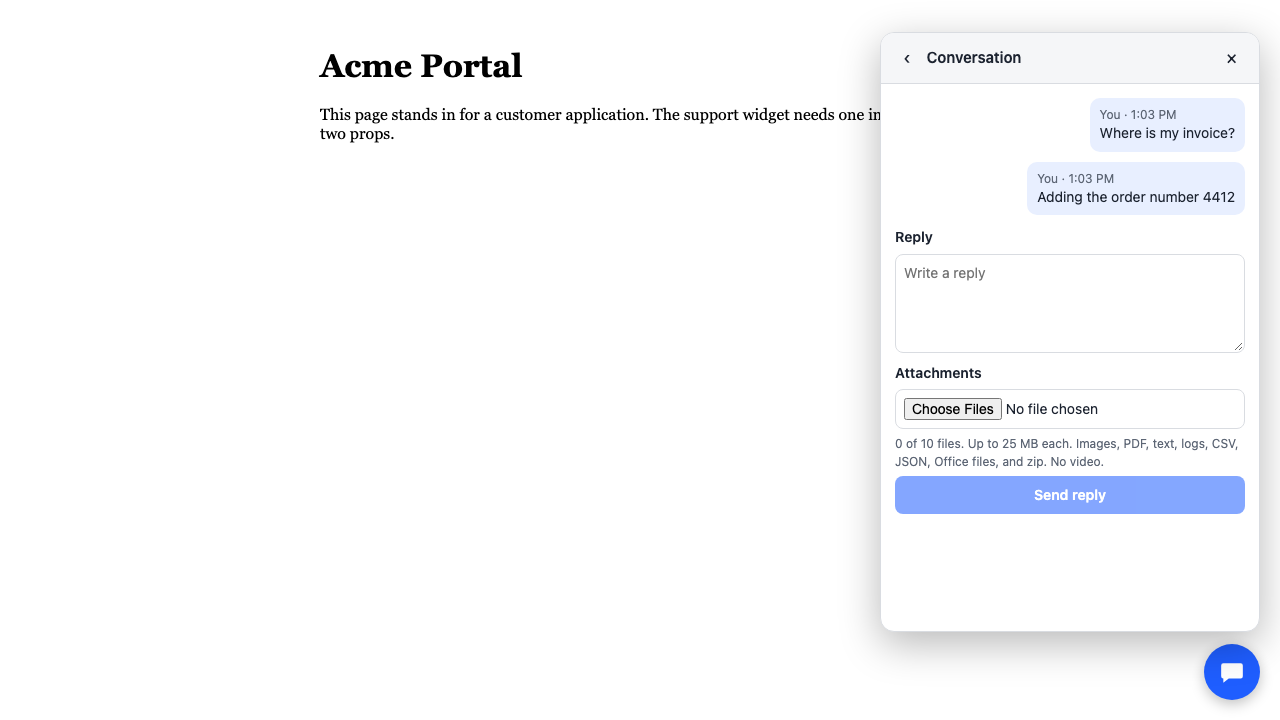 Acme Portal
This page stands in for a customer application. The support widget needs one in
two props.
‹ Conversation ×
You · 1:03 PM
Where is my invoice?
You · 1:03 PM
Adding the order number 4412
Reply
Write a reply
Attachments
Choose Files No file chosen
0 of 10 files. Up to 25 MB each. Images, PDF, text, logs, CSV,
JSON, Office files, and zip. No video.
Send reply